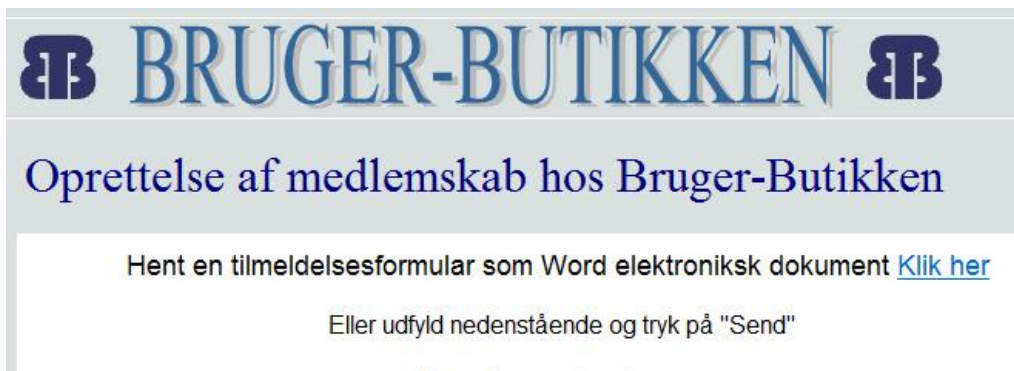 BRUGER-BUTIKKEN
Oprettelse af medlemskab hos Bruger-Butikken
Hent en tilmeldelsesformular som Word elektroniksk dokument Klik her
Eller udfyld nedenstående og tryk på "Send"